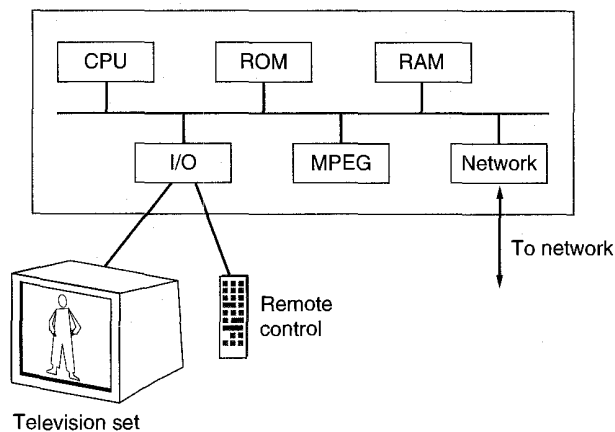 CPU
ROM
RAM
I/O
MPEG
Network
To network
Remote
control
Television set